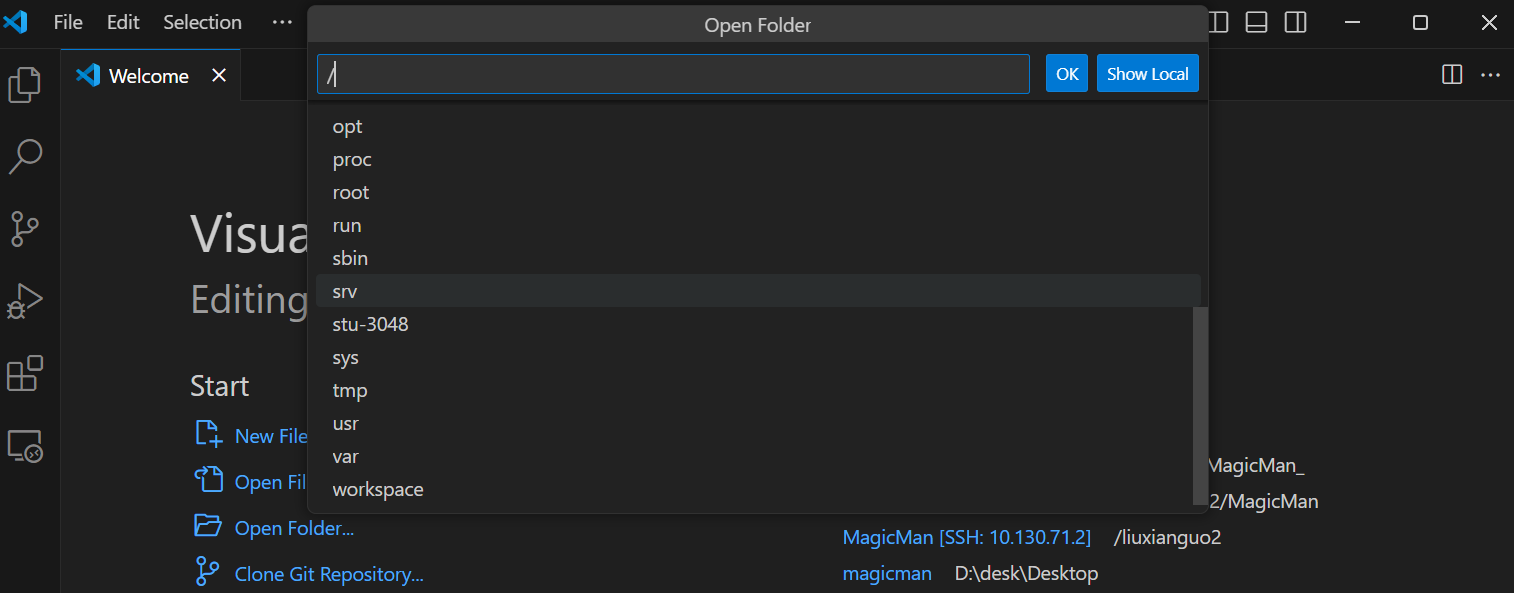 File Edit Selection ···
Open Folder
Welcome
/
OK
Show Local
opt
proc
root
run
sbin
srv
stu-3048
sys
tmp
usr
var
workspace
Visua
Editing
Start
New File
Open Fil
Open Folder...
Clone Git Repository...
MagicMan_
2/MagicMan
MagicMan [SSH: 10.130.71.2] /liuxianguo2
magicman D:\desk\Desktop